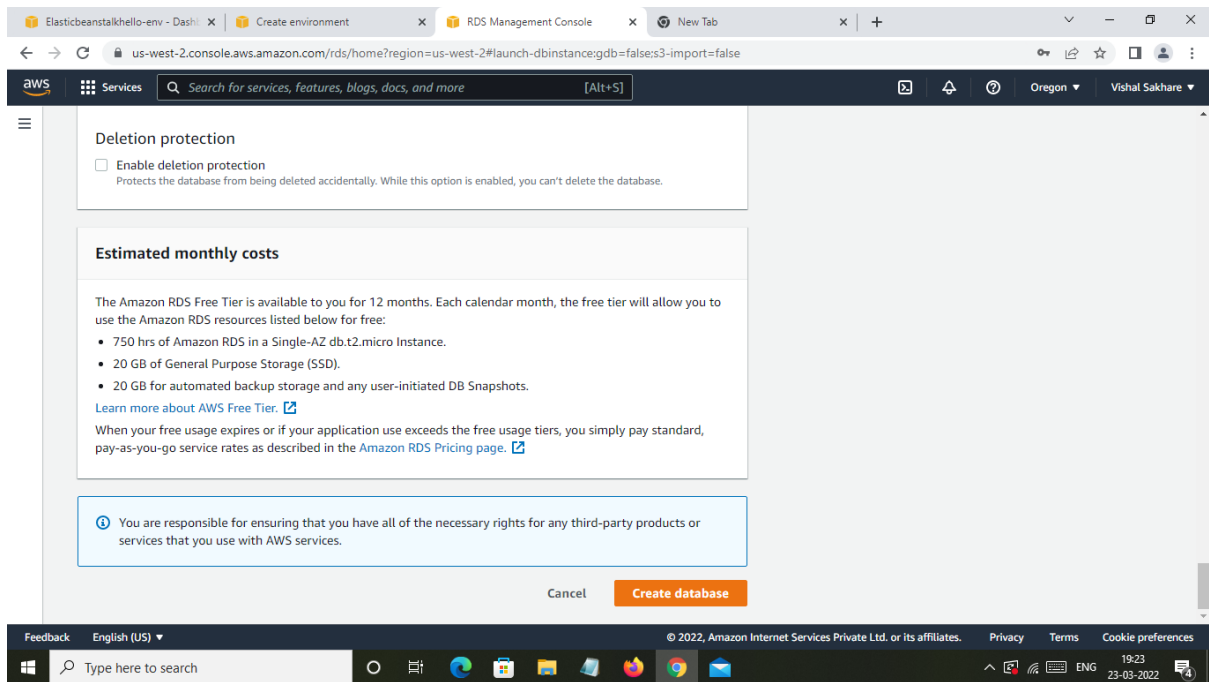 Elasticbeanstalkhello-env - Dashb
Create environment
RDS Management Console
New Tab
us-west-2.console.aws.amazon.com/rds/home?region=us-west-2#launch-dbinstance:gdb=false;s3-import=false
aws
Services
Search for services, features, blogs, docs, and more
[Alt+S]
Oregon ▼
Vishal Sakhare ▼
Deletion protection
Enable deletion protection
Protects the database from being deleted accidentally. While this option is enabled, you can't delete the database.
Estimated monthly costs
The Amazon RDS Free Tier is available to you for 12 months. Each calendar month, the free tier will allow you to
use the Amazon RDS resources listed below for free:
• 750 hrs of Amazon RDS in a Single-AZ db.t2.micro Instance.
• 20 GB of General Purpose Storage (SSD).
• 20 GB for automated backup storage and any user-initiated DB Snapshots.
Learn more about AWS Free Tier.
When your free usage expires or if your application use exceeds the free usage tiers, you simply pay standard,
pay-as-you-go service rates as described in the Amazon RDS Pricing page.
You are responsible for ensuring that you have all of the necessary rights for any third-party products or
services that you use with AWS services.
Cancel
Create database
Feedback
English (US) ▼
© 2022, Amazon Internet Services Private Ltd. or its affiliates.
Privacy
Terms
Cookie preferences
Type here to search
ENG
19:23
23-03-2022
4